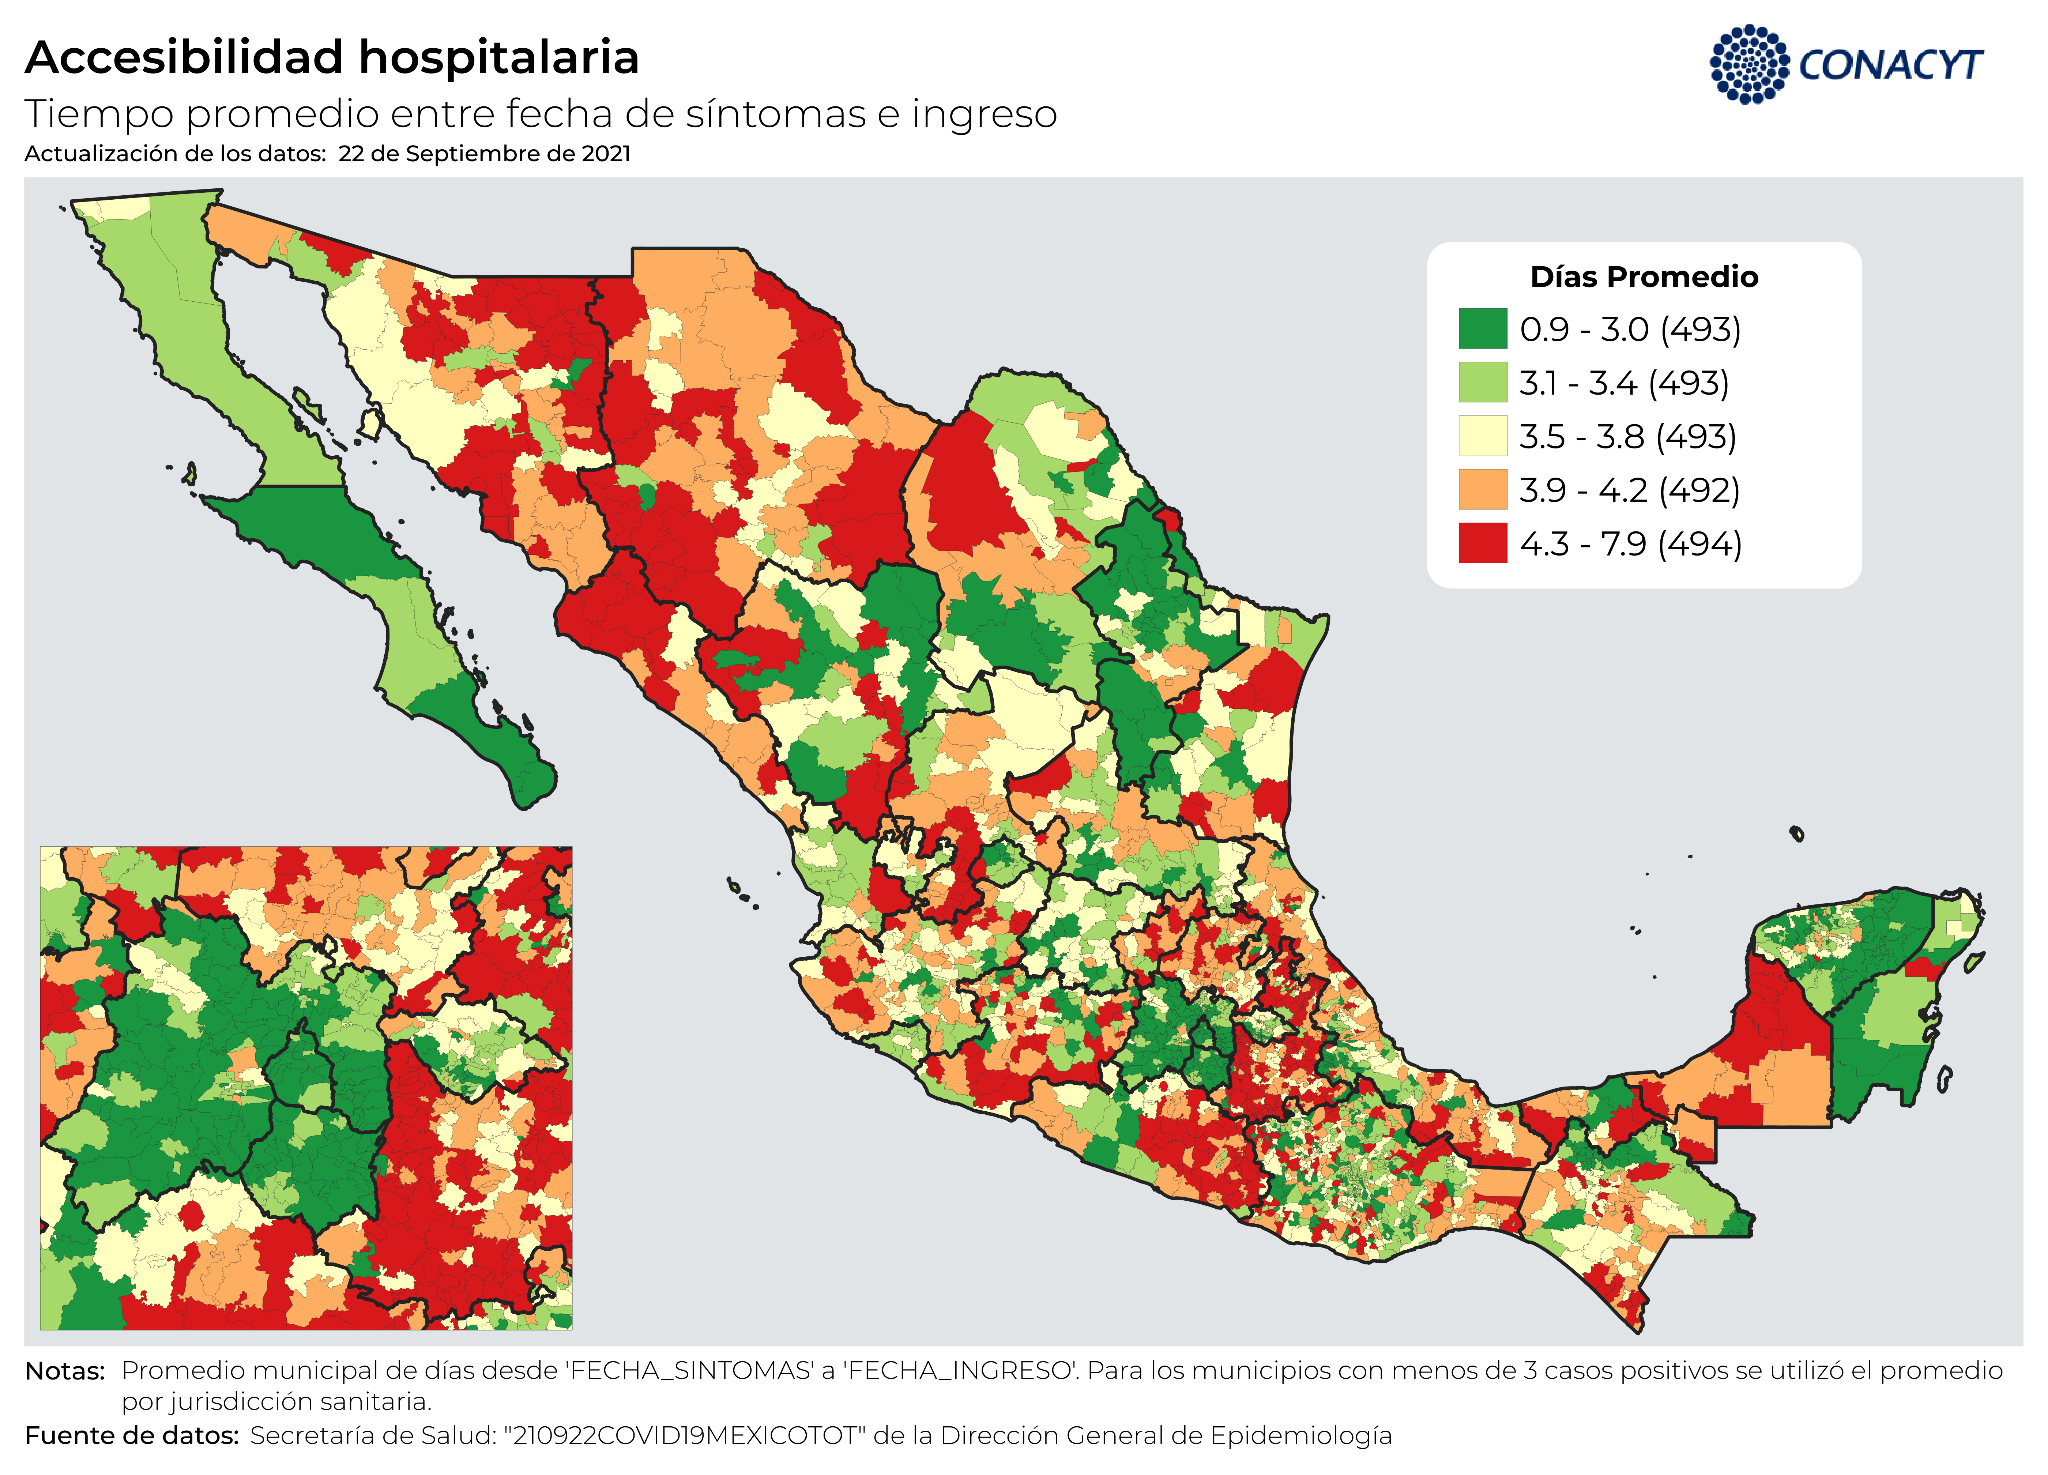 Accesibilidad hospitalaria
CONACYT
Tiempo promedio entre fecha de síntomas e ingreso
Actualización de los datos: 22 de Septiembre de 2021
Días Promedio
0.9 - 3.0 (493)
3.1 - 3.4 (493)
3.5 - 3.8 (493)
3.9 - 4.2 (492)
4.3 - 7.9 (494)
Notas: Promedio municipal de días desde 'FECHA_SINTOMAS' a 'FECHA_INGRESO'. Para los municipios con menos de 3 casos positivos se utilizó el promedio
por jurisdicción sanitaria.
Fuente de datos: Secretaría de Salud: "210922COVID19MEXICOTOT" de la Dirección General de Epidemiología